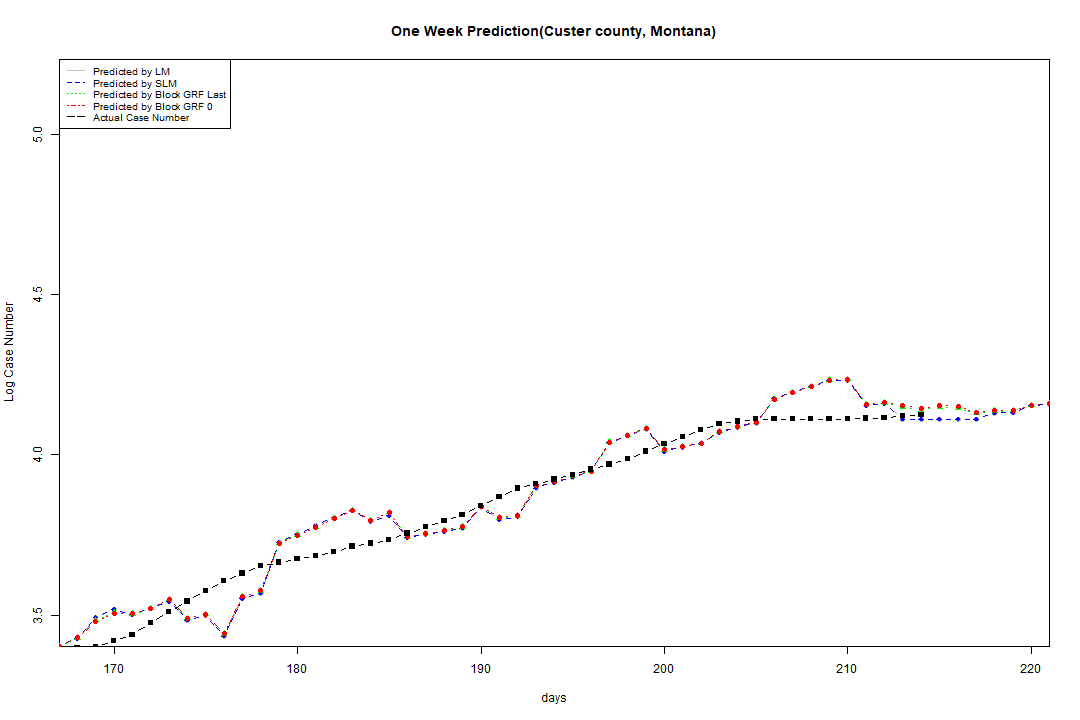 One Week Prediction(Custer county, Montana)
Predicted by LM
Predicted by SLM
Predicted by Block GRF Last
Predicted by Block GRF 0
Actual Case Number
5.0
4.5
4.0
3.5
Log Case Number
170 180 190 200 210 220
days